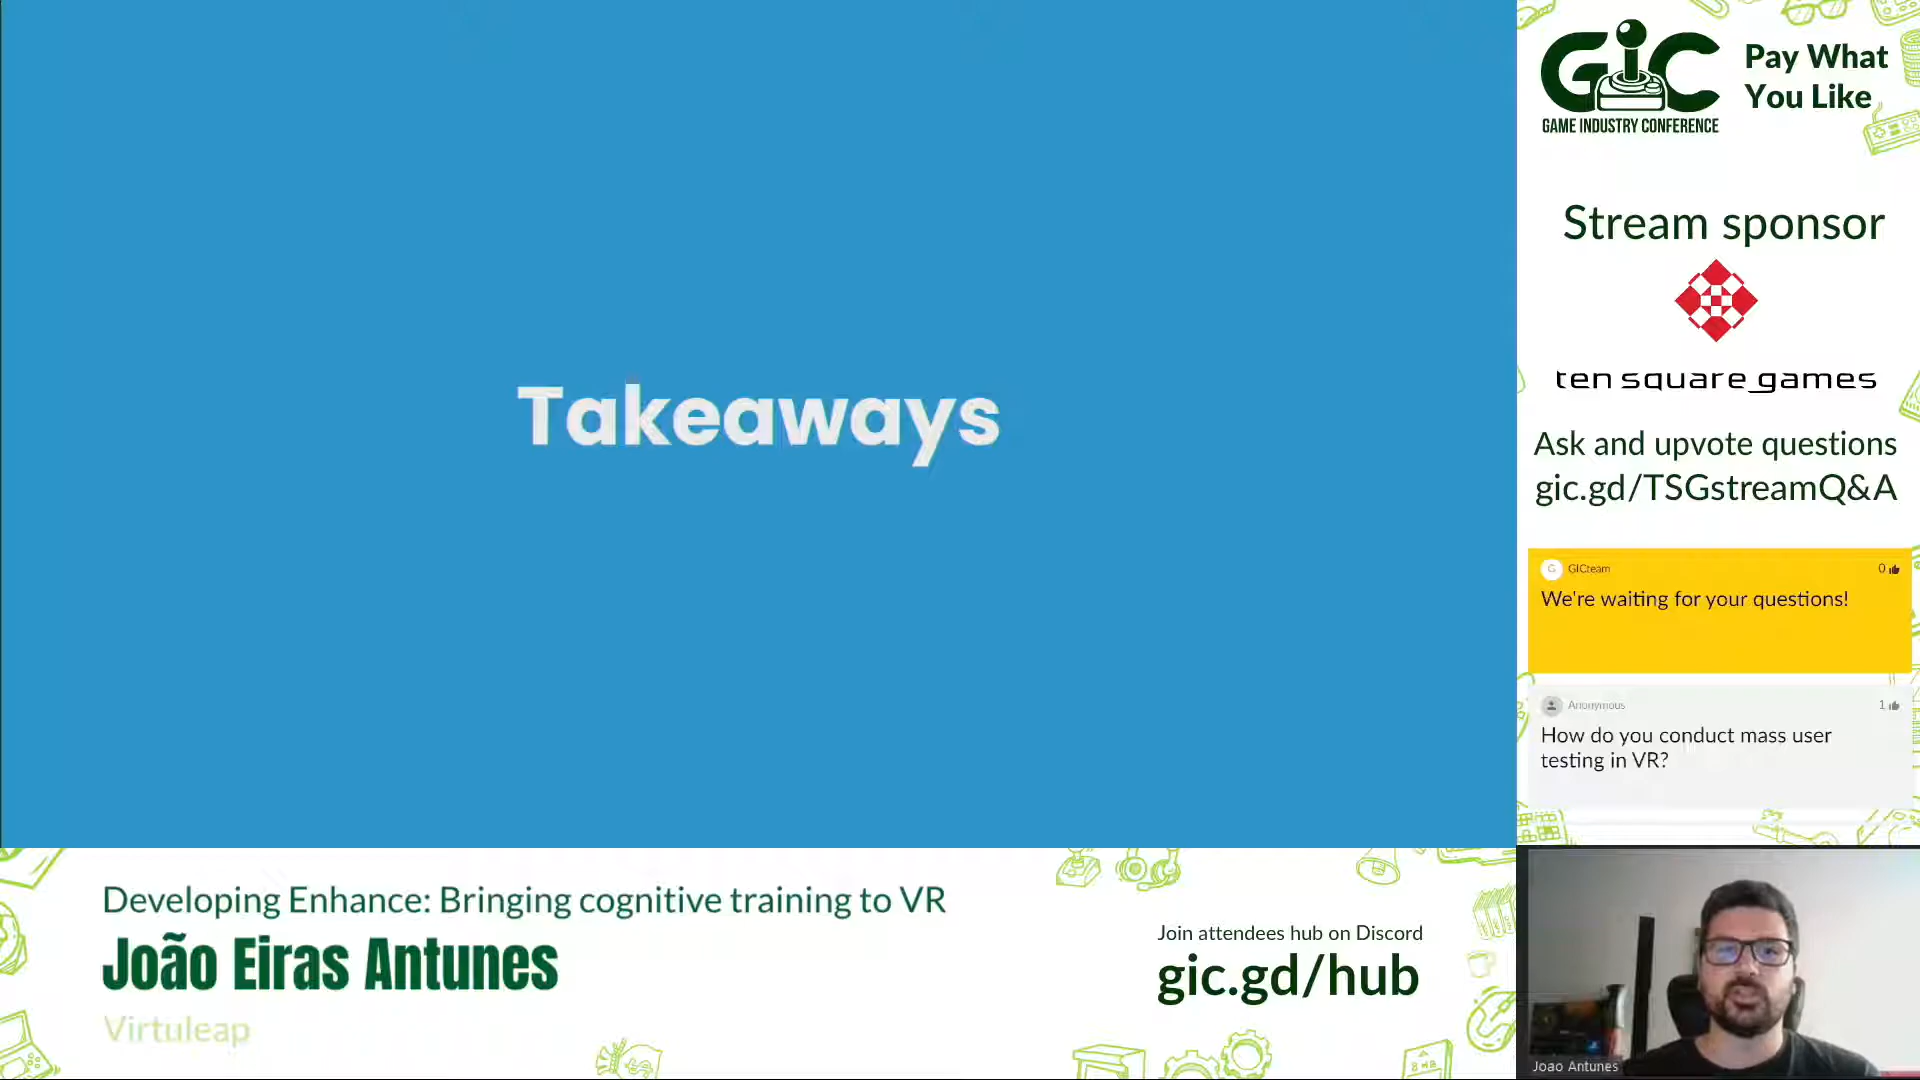 Takeaways
GIC
GAME INDUSTRY CONFERENCE
Pay What
You Like
Stream sponsor
ten square games
Ask and upvote questions
gic.gd/TSGstreamQ&A
G
GICteam
0
We're waiting for your questions!
Anonymous
1
How do you conduct mass user
testing in VR?
Developing Enhance: Bringing cognitive training to VR
João Eiras Antunes
Virtuleap
Join attendees hub on Discord
gic.gd/hub
Joao Antunes